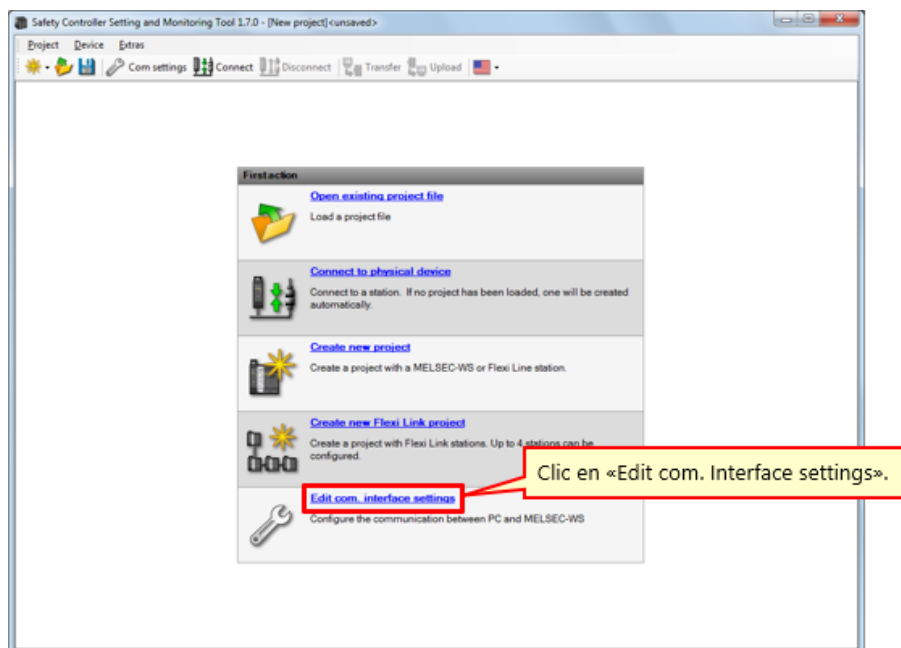 Safety Controller Setting and Monitoring Tool 1.7.0 - [New project]<unsaved>
Project Device Extras
Com settings Connect Disconnect Transfer Upload
First action
Open existing project file
Load a project file
Connect to physical device
Connect to a station. If no project has been loaded, one will be created
automatically.
Create new project
Create a project with a MELSEC-WS or Flexi Line station.
Create new Flexi Link project
Create a project with Flexi Link stations. Up to 4 stations can be
configured.
Clic en «Edit com. Interface settings».
Edit com. interface settings
Configure the communication between PC and MELSEC-WS